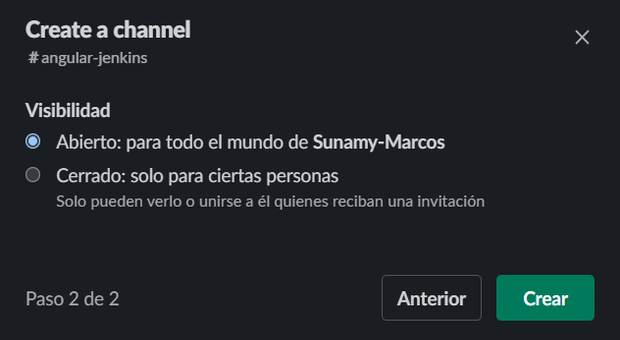 Create a channel
#angular-jenkins
Visibilidad
Abierto: para todo el mundo de Sunamy-Marcos
Cerrado: solo para ciertas personas
Solo pueden verlo o unirse a él quienes reciban una invitación
Paso 2 de 2
Anterior
Crear